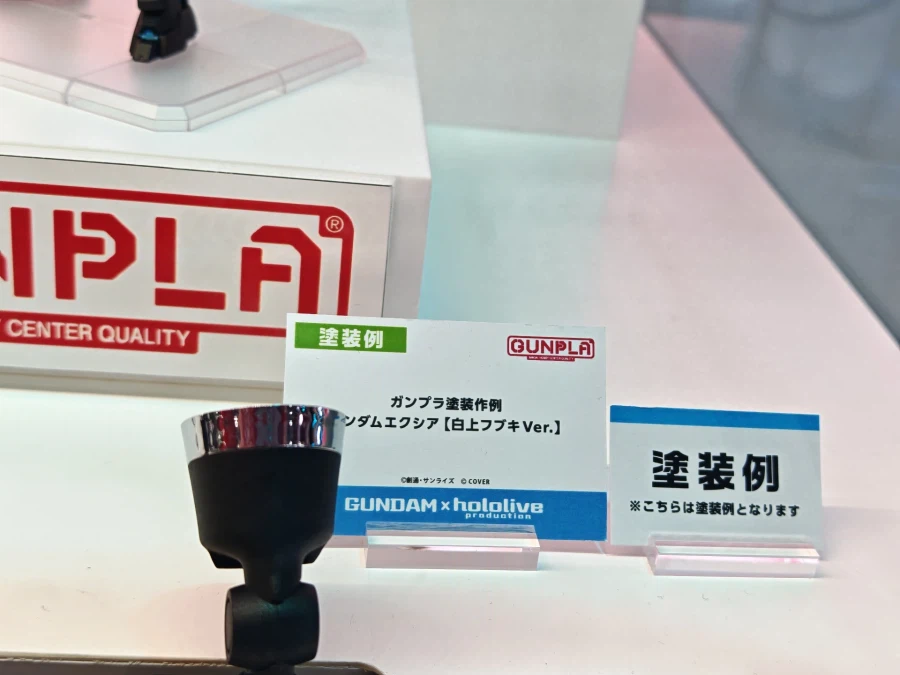 NPLA®
CENTER QUALITY
塗装例
GUNPLA
ガンプラ塗装作例
ンダムエクシア【白上フブキVer.】
©創通・サンライズ © COVER
GUNDAM x hololive
production
塗装例
※こちらは塗装例となります